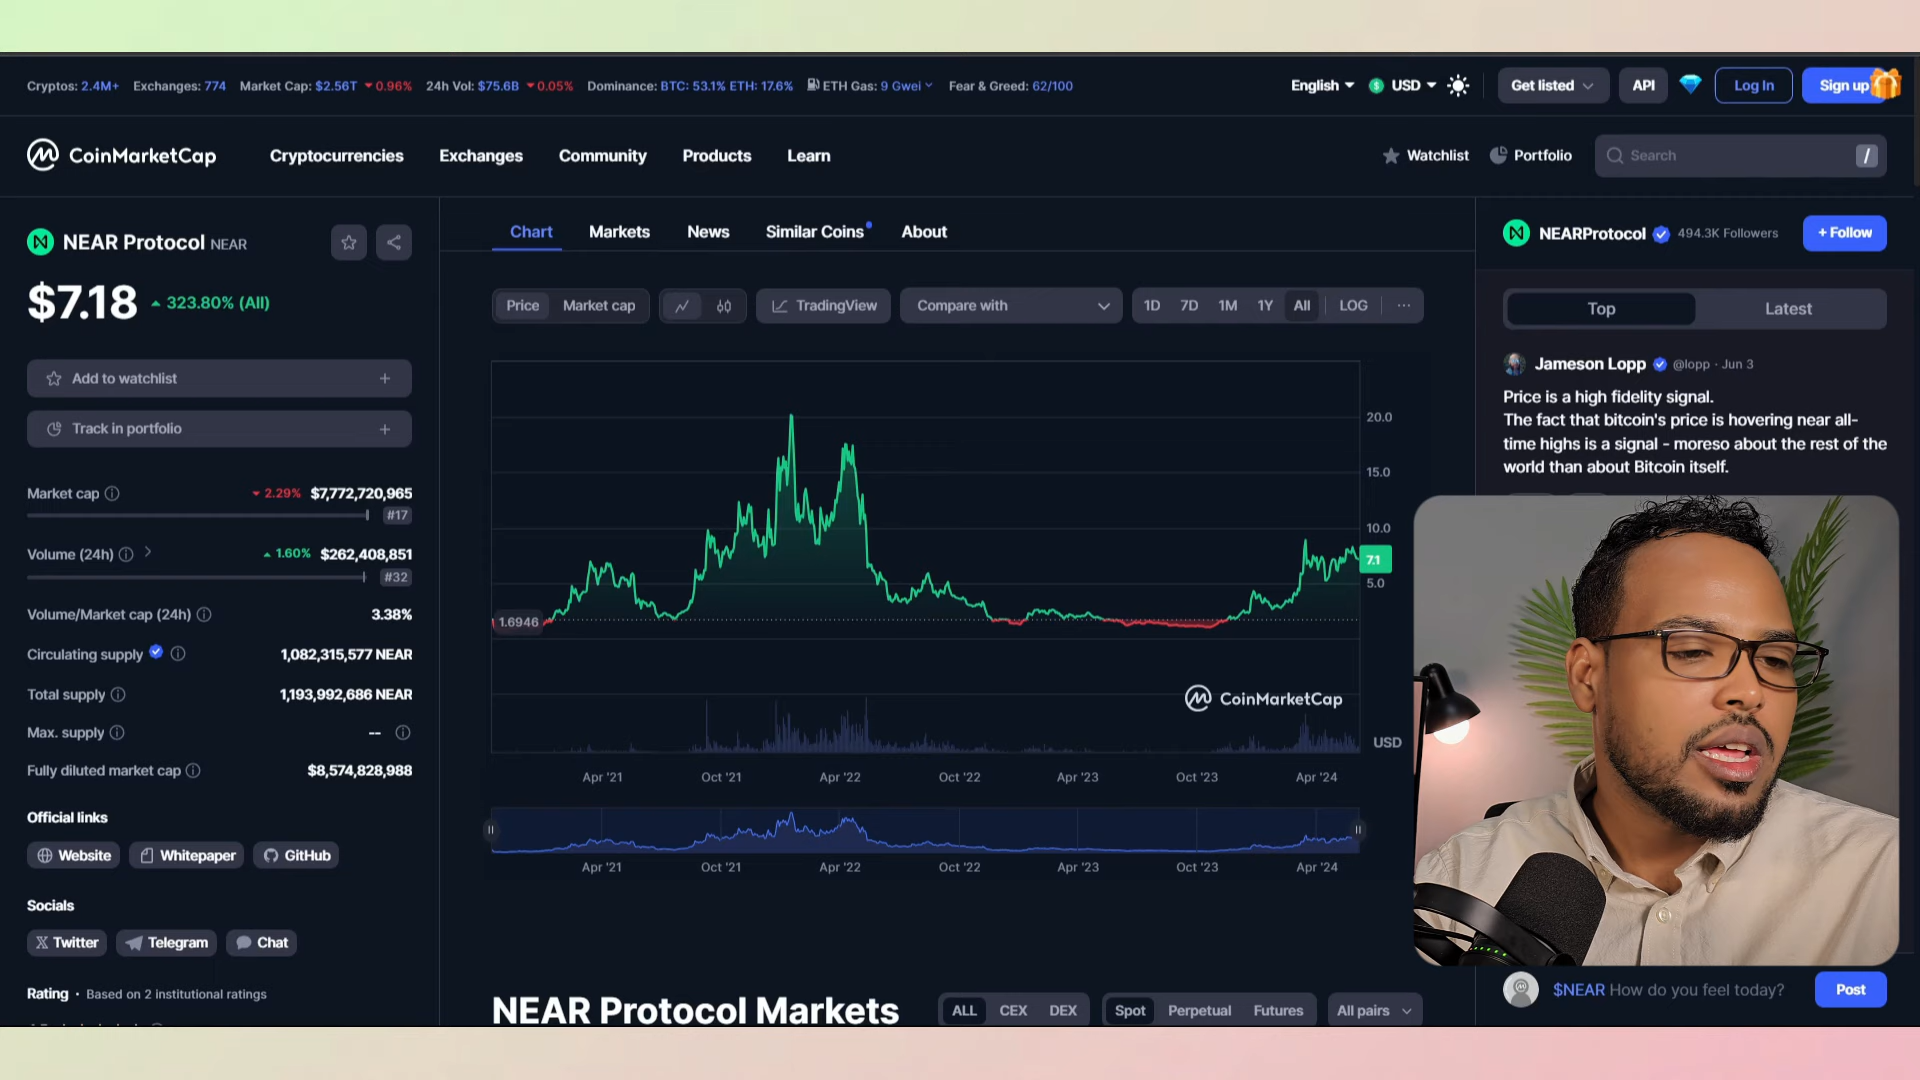 Cryptos: 2.4M+ Exchanges: 774 Market Cap: $2.56T 0.96% 24h Vol: $75.6B 0.05% Dominance: BTC: 53.1% ETH: 17.6% ETH Gas: 9 Gwei Fear & Greed: 62/100
English USD Get listed API Log In Sign up
CoinMarketCap Cryptocurrencies Exchanges Community Products Learn
Watchlist Portfolio Search /
NEAR Protocol NEAR
$7.18 323.80% (All)
Add to watchlist +
Track in portfolio +
Market cap 2.29% $7,772,720,965
#17
Volume (24h) 1.60% $262,408,851
#32
Volume/Market cap (24h) 3.38%
Circulating supply 1,082,315,577 NEAR
Total supply 1,193,992,686 NEAR
Max. supply --
Fully diluted market cap $8,574,828,988
Official links
Website Whitepaper GitHub
Socials
Twitter Telegram Chat
Rating · Based on 2 institutional ratings
Chart Markets News Similar Coins About
Price Market cap TradingView Compare with 1D 7D 1M 1Y All LOG ...
20.0
15.0
10.0
7.1
5.0
1.6946
CoinMarketCap
USD
Apr '21 Oct '21 Apr '22 Oct '22 Apr '23 Oct '23 Apr '24
Apr '21 Oct '21 Apr '22 Oct '22 Apr '23 Oct '23 Apr '24
NEAR Protocol Markets ALL CEX DEX Spot Perpetual Futures All pairs
NEARProtocol 494.3K Followers + Follow
Top Latest
Jameson Lopp @lopp · Jun 3
Price is a high fidelity signal.
The fact that bitcoin's price is hovering near all-
time highs is a signal - moreso about the rest of the
world than about Bitcoin itself.
$NEAR How do you feel today? Post